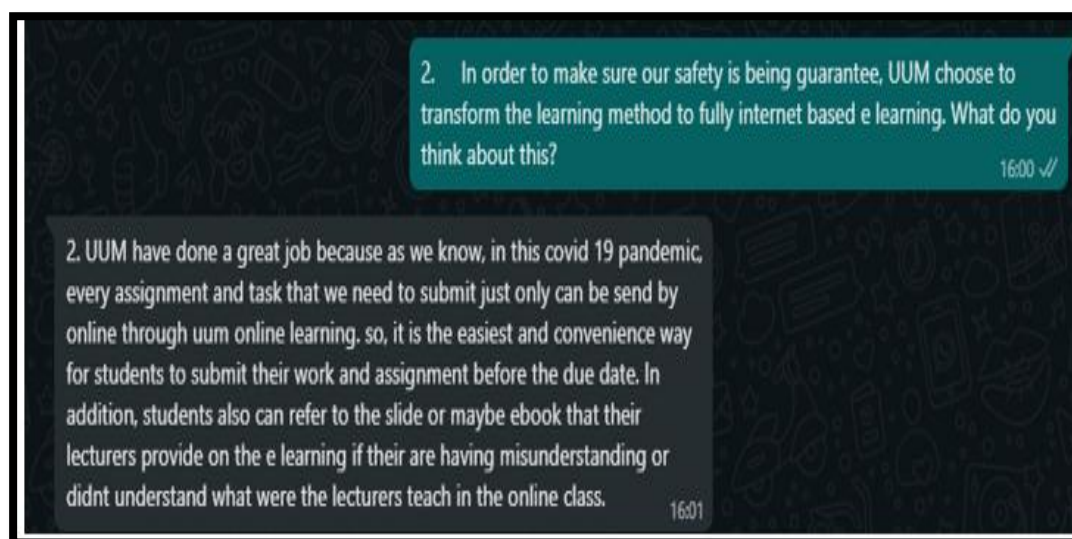 2. In order to make sure our safety is being guarantee, UUM choose to
transform the learning method to fully internet based e learning. What do you
think about this?
16:00
2. UUM have done a great job because as we know, in this covid 19 pandemic,
every assignment and task that we need to submit just only can be send by
online through uum online learning. so, it is the easiest and convenience way
for students to submit their work and assignment before the due date. In
addition, students also can refer to the slide or maybe ebook that their
lecturers provide on the e learning if their are having misunderstanding or
didnt understand what were the lecturers teach in the online class.
16:01